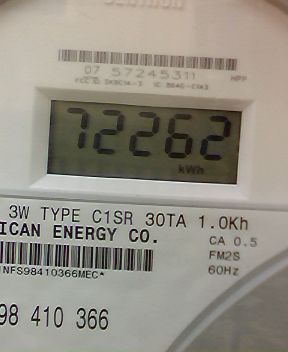 07 57245311 HPP
72262
kWh
3W TYPE C1SR 30TA 1.0Kh
ICAN ENERGY CO. CA 0.5
FM2S
NFS98410366MEC* 60Hz
98 410 366